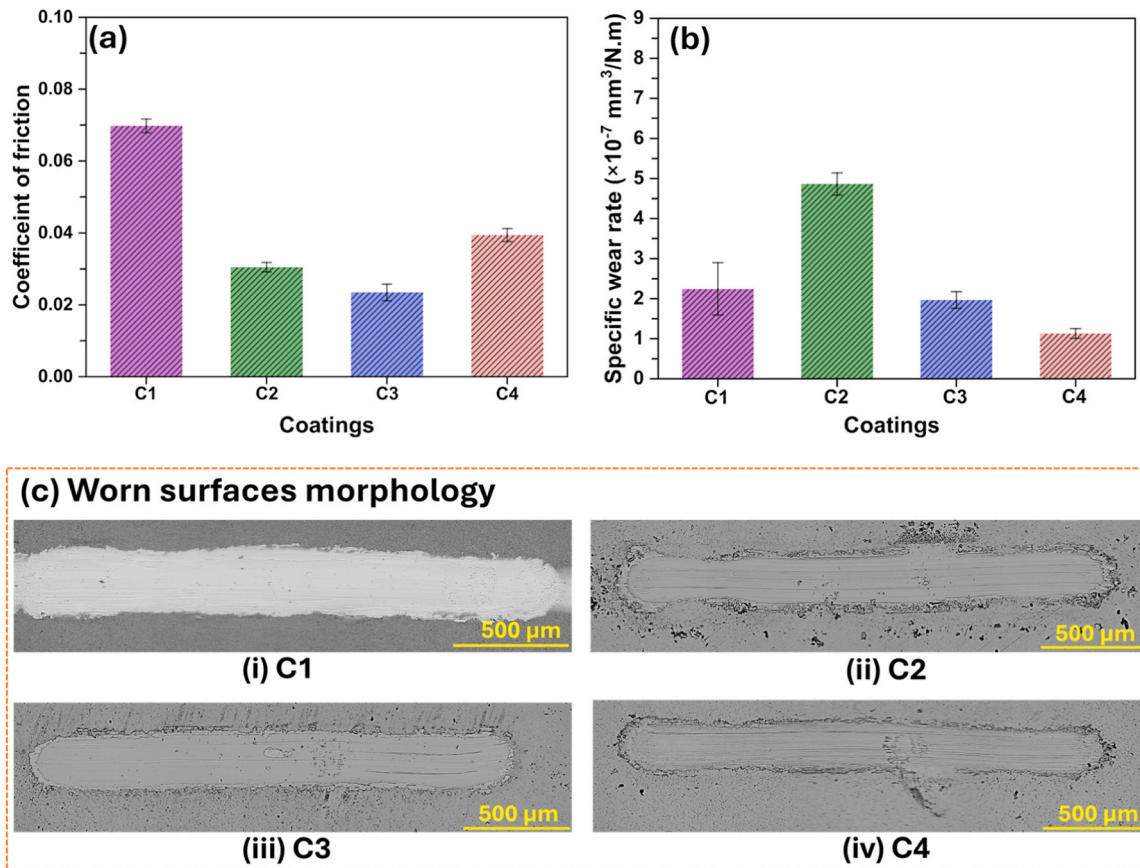 (a)
Coefficeint of friction
0.10
0.08
0.06
0.04
0.02
0.00
C1 C2 C3 C4
Coatings
(b)
Specific wear rate (×10⁻⁷ mm³/N.m)
9
8
7
6
5
4
3
2
1
0
C1 C2 C3 C4
Coatings
(c) Worn surfaces morphology
500 µm
(i) C1
500 µm
(ii) C2
500 µm
(iii) C3
500 µm
(iv) C4